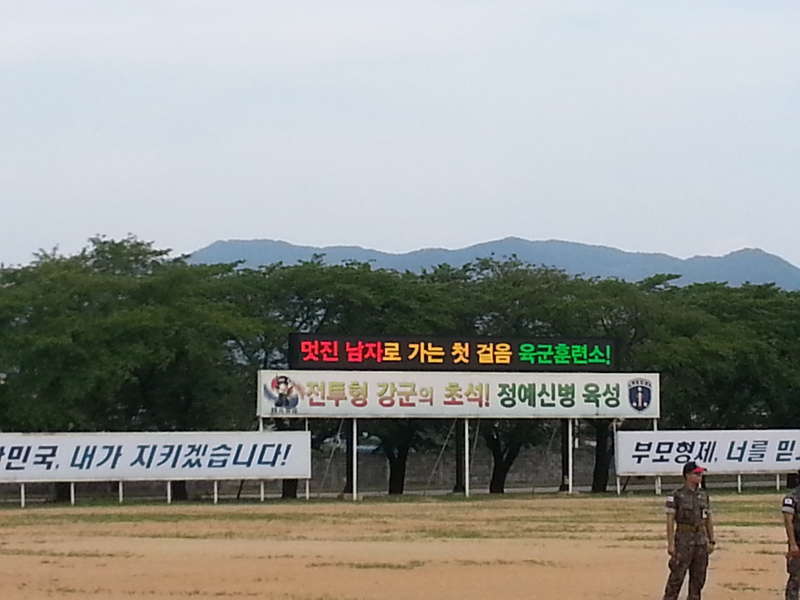 멋진 남자로 가는 첫 걸음 육군훈련소!
전투형 강군의 초석! 정예신병 육성
한민국, 내가 지키겠습니다!
부모형제, 너를 믿